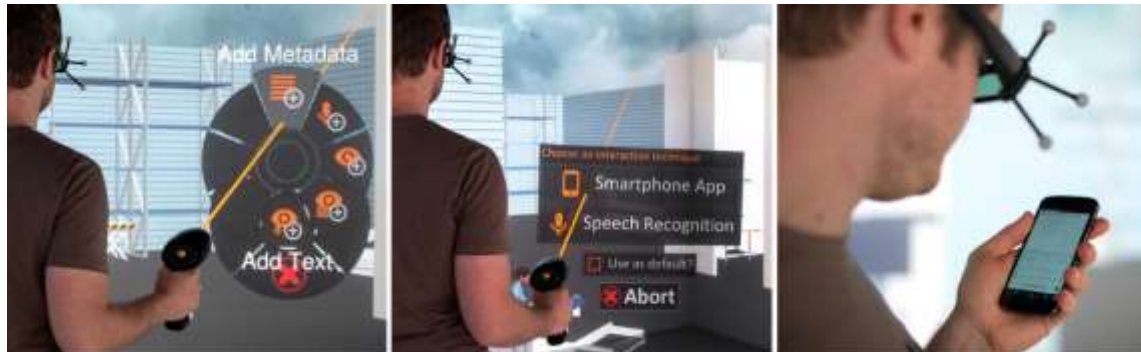 Add Metadata
Add Text
Choose an interaction technique
Smartphone App
Speech Recognition
Use as default?
Abort